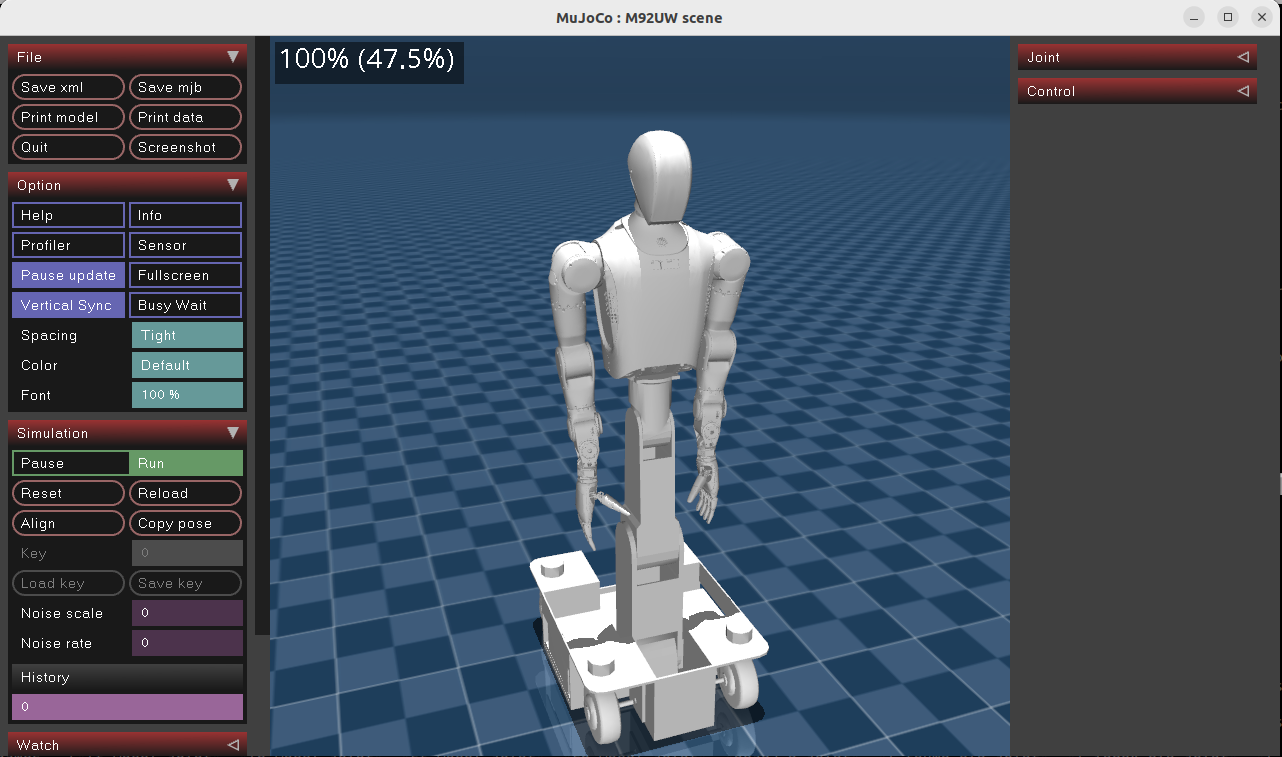 MuJoCo : M92UW scene
File
Save xml Save mjb
Print model Print data
Quit Screenshot
Option
Help Info
Profiler Sensor
Pause update Fullscreen
Vertical Sync Busy Wait
Spacing Tight
Color Default
Font 100 %
Simulation
Pause Run
Reset Reload
Align Copy pose
Key 0
Load key Save key
Noise scale 0
Noise rate 0
History
0
Watch
100% (47.5%)
Joint
Control